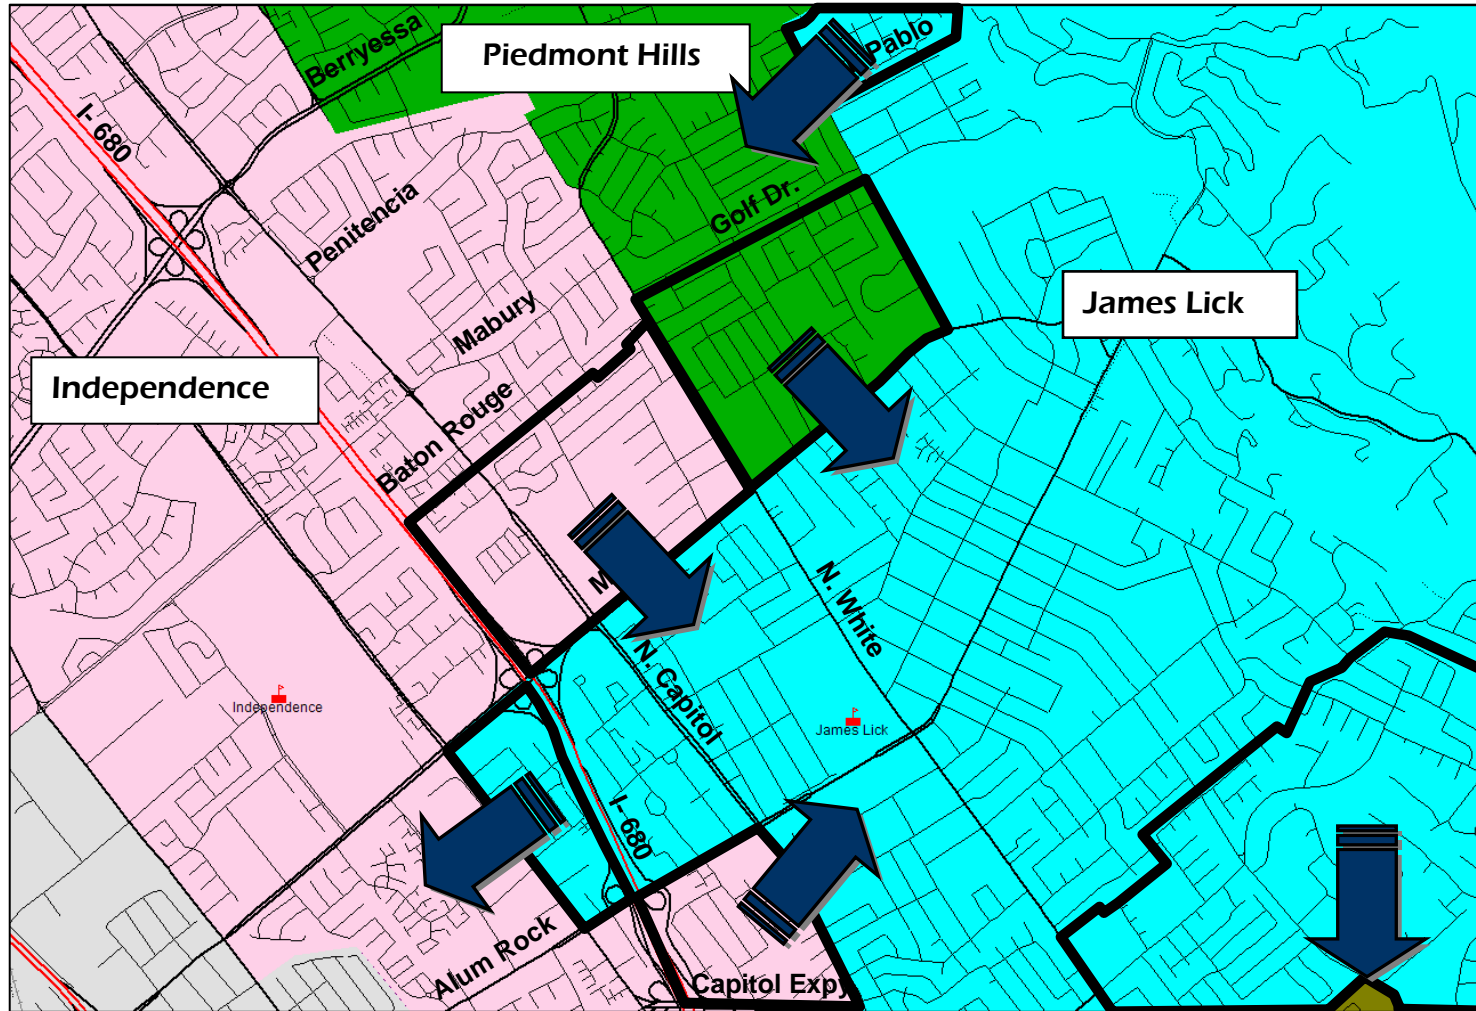 Berryessa
Piedmont Hills
Pablo
I- 680
Penitencia
Golf Dr.
Mabury
James Lick
Independence
Baton Rouge
N. White
N. Capitol
Independence
James Lick
I- 680
Alum Rock
Capitol Expy